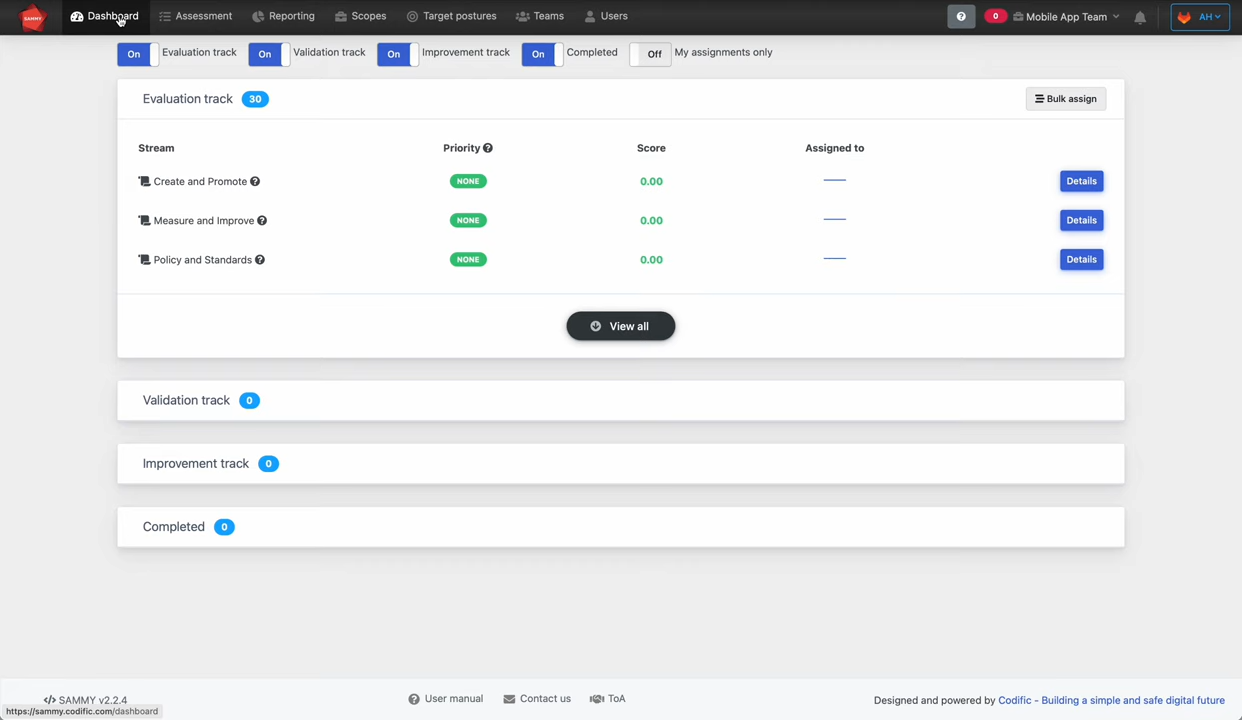 SAMMY Dashboard Assessment Reporting Scopes Target postures Teams Users ? 0 Mobile App Team AH
On Evaluation track On Validation track On Improvement track On Completed Off My assignments only
Evaluation track 30 Bulk assign
Stream Priority ? Score Assigned to
Create and Promote ? NONE 0.00 Details
Measure and Improve ? NONE 0.00 Details
Policy and Standards ? NONE 0.00 Details
View all
Validation track 0
Improvement track 0
Completed 0
</> SAMMY v2.2.4 ? User manual Contact us ToA Designed and powered by Codific - Building a simple and safe digital future
https://sammy.codific.com/dashboard